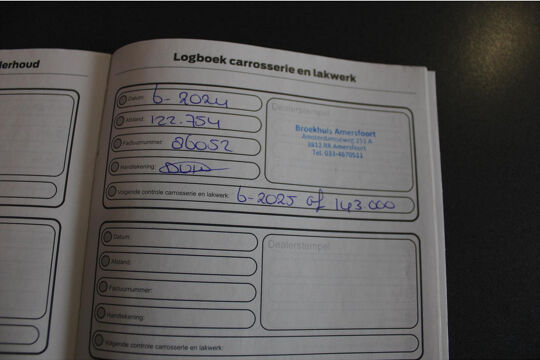 derhoud
Logboek carrosserie en lakwerk
Datum: 6-2024
Afstand: 122.754
Factuurnummer: 26052
Handtekening:
Volgende controle carrosserie en lakwerk: 6-2025 of 143.000
Dealerstempel
Broekhuis Amersfoort
Amsterdamseweg 251 A
3812 RR Amersfoort
Tel. 033-4670511
Datum:
Afstand:
Factuurnummer:
Handtekening:
Volgende controle carrosserie en lakwerk:
Dealerstempel